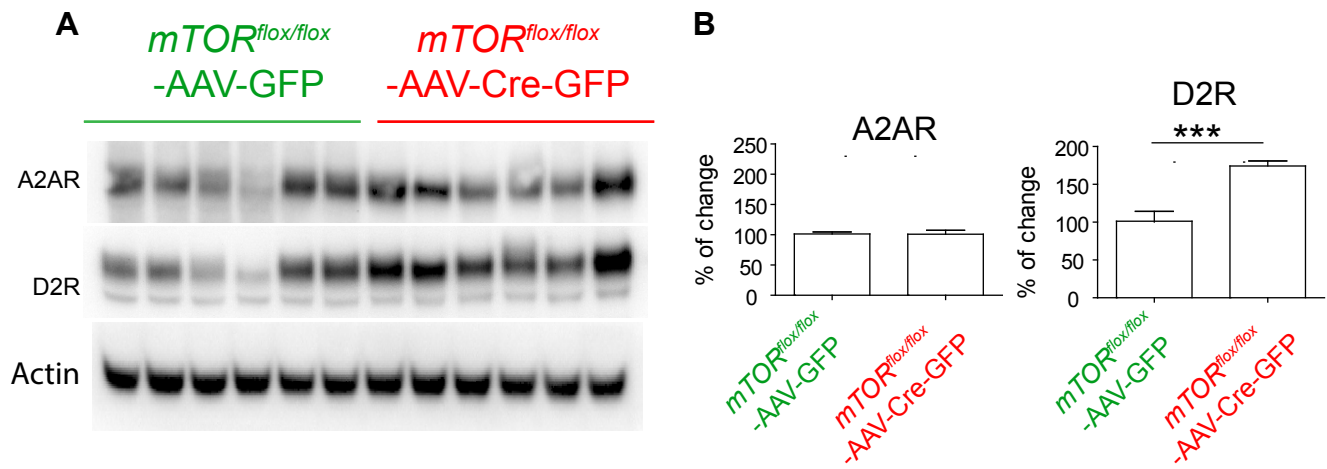 A
mTORflox/flox
-AAV-GFP
mTORflox/flox
-AAV-Cre-GFP
A2AR
D2R
Actin
B
A2AR
% of change
250
200
150
100
50
0
mTORflox/flox
-AAV-GFP
mTORflox/flox
-AAV-Cre-GFP
D2R
***
% of change
200
150
100
50
0
mTORflox/flox
-AAV-GFP
mTORflox/flox
-AAV-Cre-GFP